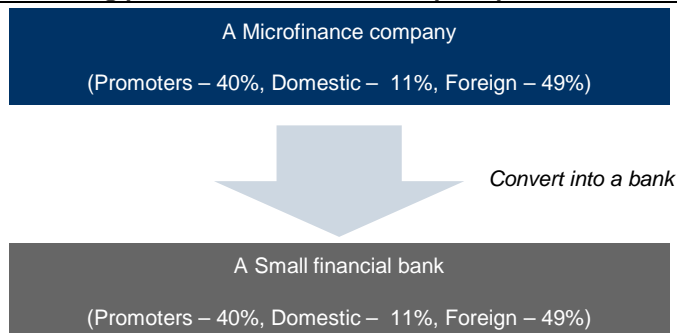 A Microfinance company
(Promoters – 40%, Domestic – 11%, Foreign – 49%)
Convert into a bank
A Small financial bank
(Promoters – 40%, Domestic – 11%, Foreign – 49%)